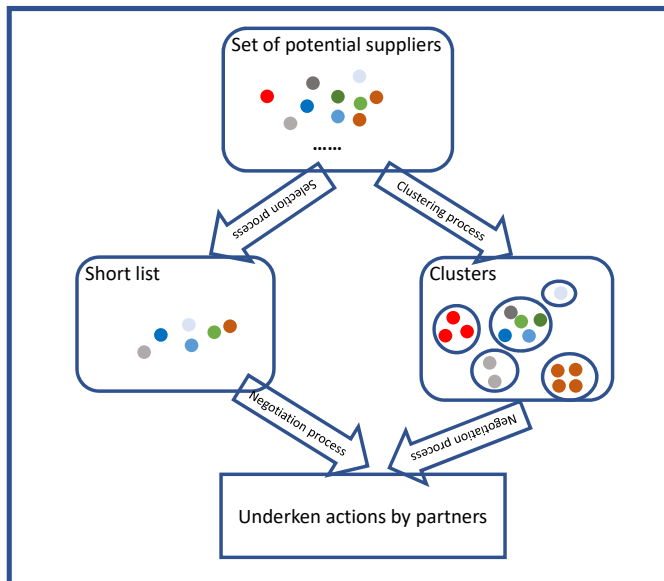 Set of potential suppliers
......
Selection process
Clustering process
Short list
Clusters
Negotiation process
Negotiation process
Underken actions by partners